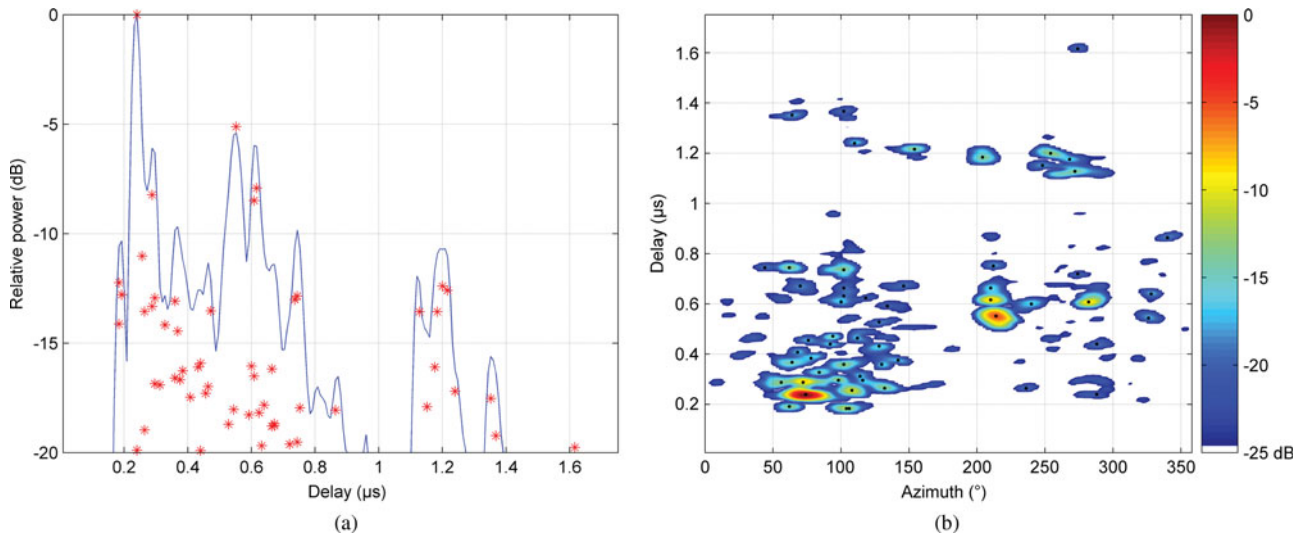 0
-5
-10
-15
-20
Relative power (dB)
0.2 0.4 0.6 0.8 1 1.2 1.4 1.6
Delay (µs)
(a)
1.6
1.4
1.2
1
0.8
0.6
0.4
0.2
Delay (µs)
0 50 100 150 200 250 300 350
Azimuth (°)
(b)
0
-5
-10
-15
-20
-25 dB